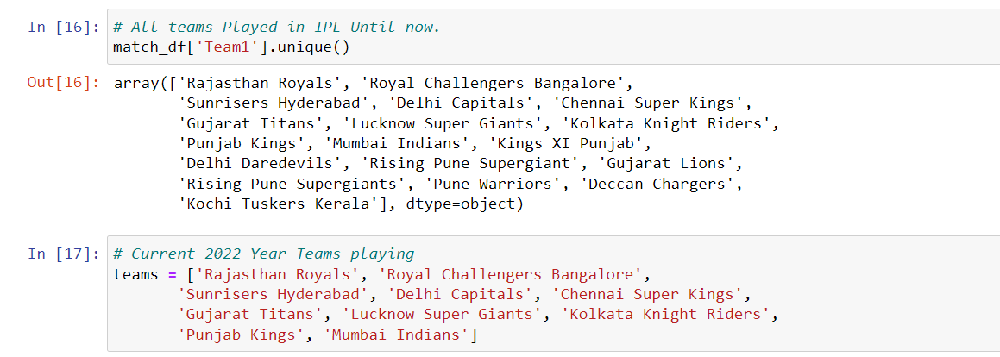 In [16]: # All teams Played in IPL Until now.
match_df['Team1'].unique()
Out[16]: array(['Rajasthan Royals', 'Royal Challengers Bangalore',
'Sunrisers Hyderabad', 'Delhi Capitals', 'Chennai Super Kings',
'Gujarat Titans', 'Lucknow Super Giants', 'Kolkata Knight Riders',
'Punjab Kings', 'Mumbai Indians', 'Kings XI Punjab',
'Delhi Daredevils', 'Rising Pune Supergiant', 'Gujarat Lions',
'Rising Pune Supergiants', 'Pune Warriors', 'Deccan Chargers',
'Kochi Tuskers Kerala'], dtype=object)
In [17]: # Current 2022 Year Teams playing
teams = ['Rajasthan Royals', 'Royal Challengers Bangalore',
'Sunrisers Hyderabad', 'Delhi Capitals', 'Chennai Super Kings',
'Gujarat Titans', 'Lucknow Super Giants', 'Kolkata Knight Riders',
'Punjab Kings', 'Mumbai Indians']